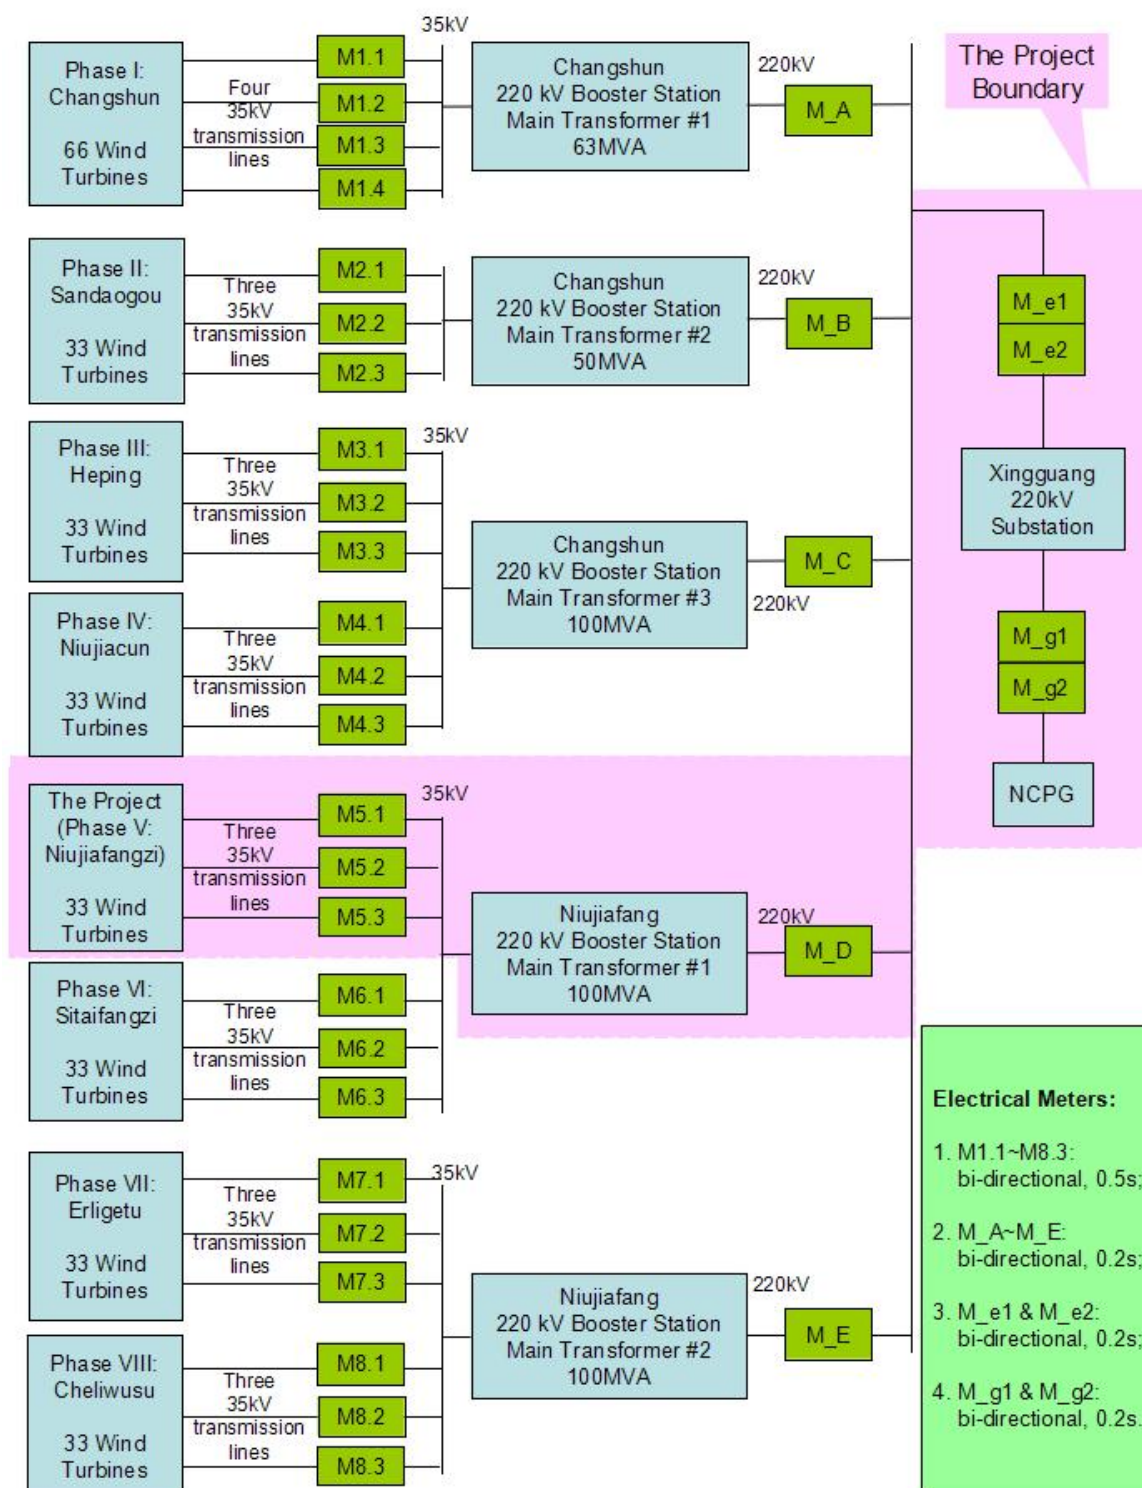 35kV
Phase I:
Changshun
66 Wind
Turbines
Four
35kV
transmission
lines
M1.1
M1.2
M1.3
M1.4
Changshun
220 kV Booster Station
Main Transformer #1
63MVA
220kV
M_A
The Project
Boundary
Phase II:
Sandaogou
33 Wind
Turbines
Three
35kV
transmission
lines
M2.1
M2.2
M2.3
Changshun
220 kV Booster Station
Main Transformer #2
50MVA
220kV
M_B
M_e1
M_e2
Xingguang
220kV
Substation
M_g1
M_g2
NCPG
Phase III:
Heping
33 Wind
Turbines
Three
35kV
transmission
lines
M3.1
M3.2
M3.3
35kV
Phase IV:
Niujiacun
33 Wind
Turbines
Three
35kV
transmission
lines
M4.1
M4.2
M4.3
Changshun
220 kV Booster Station
Main Transformer #3
100MVA
M_C
220kV
The Project
(Phase V:
Niujiafangzi)
33 Wind
Turbines
Three
35kV
transmission
lines
M5.1
M5.2
M5.3
35kV
Niujiafang
220 kV Booster Station
Main Transformer #1
100MVA
220kV
M_D
Phase VI:
Sitaifangzi
33 Wind
Turbines
Three
35kV
transmission
lines
M6.1
M6.2
M6.3
Phase VII:
Erligetu
33 Wind
Turbines
Three
35kV
transmission
lines
M7.1
M7.2
M7.3
35kV
Niujiafang
220 kV Booster Station
Main Transformer #2
100MVA
220kV
M_E
Phase VIII:
Cheliwusu
33 Wind
Turbines
Three
35kV
transmission
lines
M8.1
M8.2
M8.3
Electrical Meters:
1. M1.1~M8.3:
bi-directional, 0.5s;
2. M_A~M_E:
bi-directional, 0.2s;
3. M_e1 & M_e2:
bi-directional, 0.2s;
4. M_g1 & M_g2:
bi-directional, 0.2s.